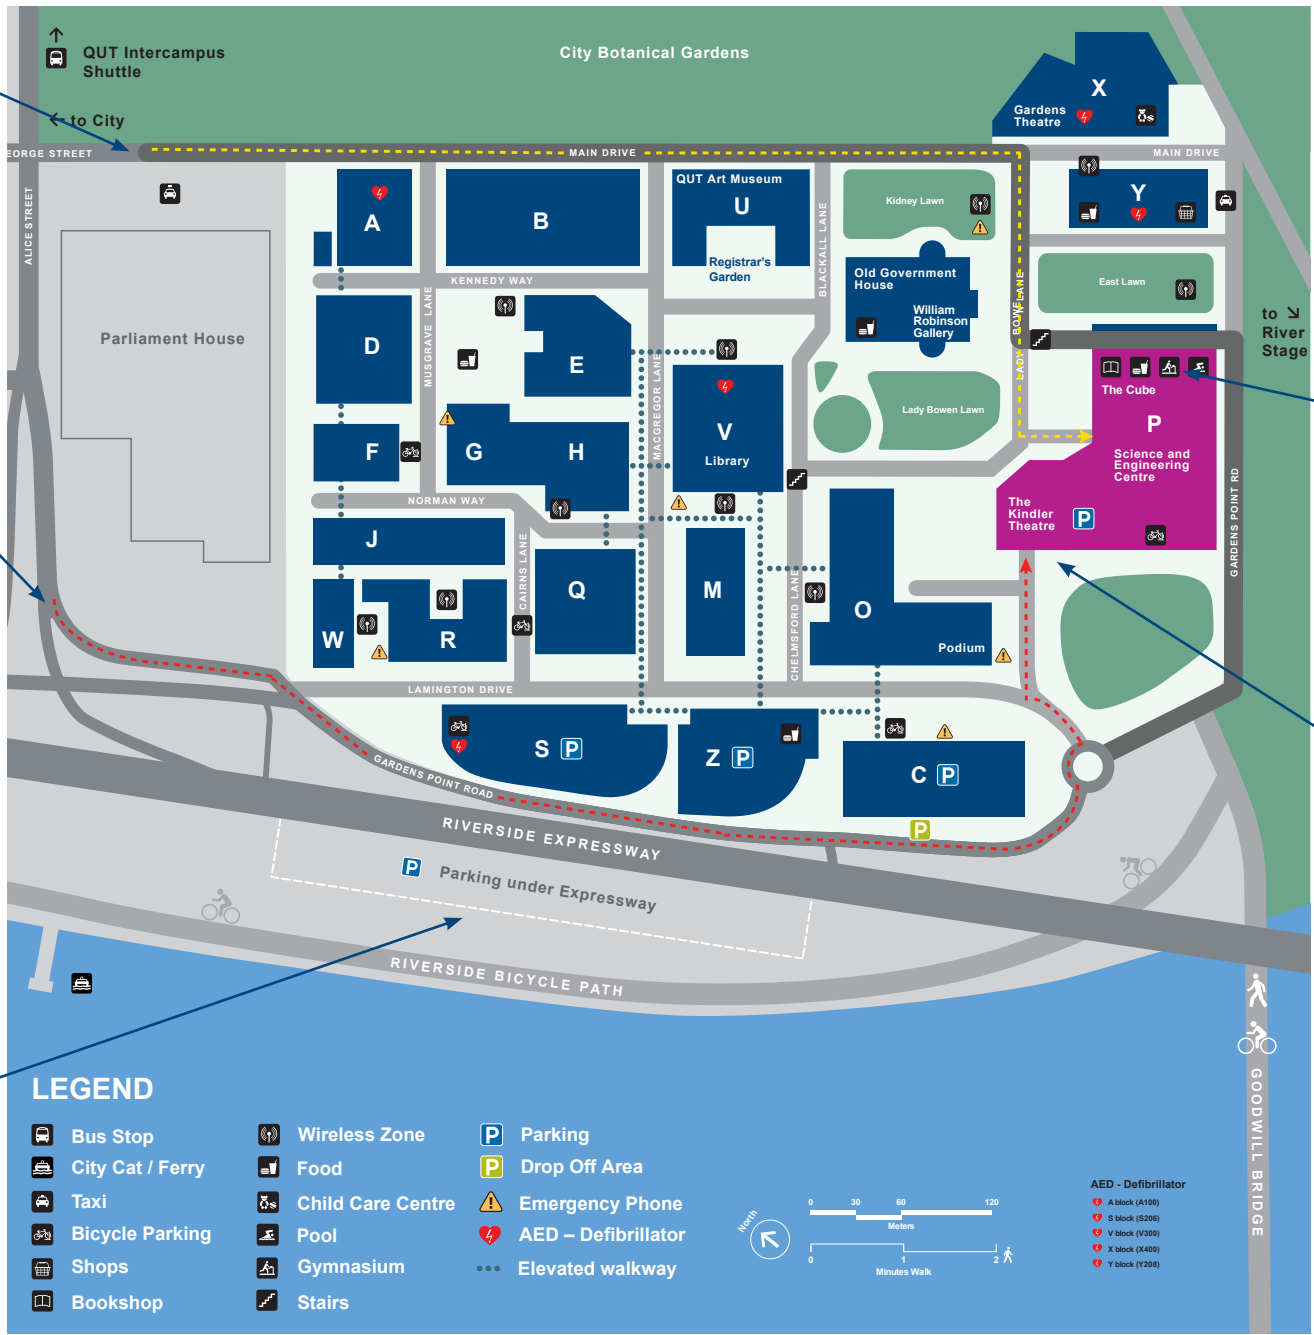 QUT Intercampus
Shuttle
City Botanical Gardens
to City
X
Gardens
Theatre
EORGE STREET
MAIN DRIVE
MAIN DRIVE
ALICE STREET
A
B
QUT Art Museum
U
Registrar's
Garden
BLACKALL LANE
Kidney Lawn
Y
KENNEDY WAY
Old Government
House
William
Robinson
Gallery
LADY BOWEN LANE
East Lawn
to
River
Stage
Parliament House
D
MUSGRAVE LANE
E
MACGREGOR LANE
V
Library
Lady Bowen Lawn
The Cube
P
Science and
Engineering
Centre
F
G
H
NORMAN WAY
The
Kindler
Theatre
P
GARDENS POINT RD
J
CAIRNS LANE
Q
M
CHELMSFORD LANE
O
Podium
W
R
LAMINGTON DRIVE
S P
Z P
C P
GARDENS POINT ROAD
P
RIVERSIDE EXPRESSWAY
P Parking under Expressway
RIVERSIDE BICYCLE PATH
GOODWILL BRIDGE
LEGEND
Bus Stop
City Cat / Ferry
Taxi
Bicycle Parking
Shops
Bookshop
Wireless Zone
Food
Child Care Centre
Pool
Gymnasium
Stairs
P Parking
P Drop Off Area
Emergency Phone
AED – Defibrillator
Elevated walkway
North
0 30 60 120
Meters
0 1 2
Minutes Walk
AED - Defibrillator
A block (A100)
S block (S206)
V block (V300)
X block (X400)
Y block (Y208)